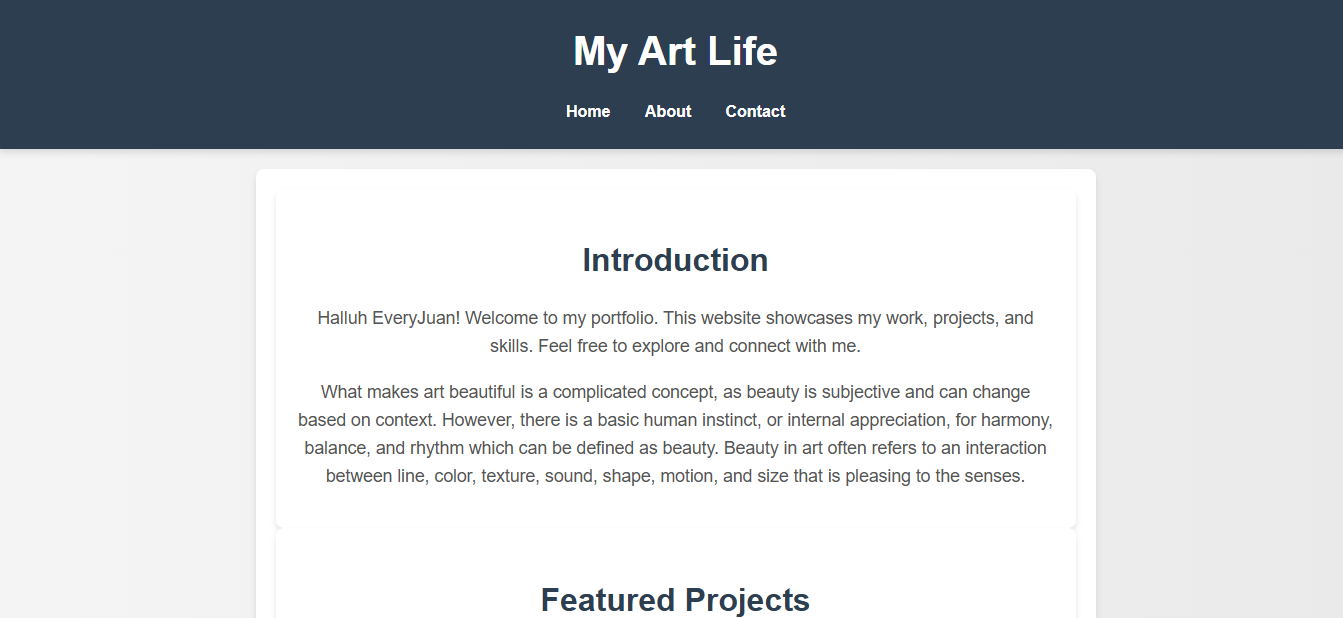 My Art Life
Home About Contact
Introduction
Halluh EveryJuan! Welcome to my portfolio. This website showcases my work, projects, and
skills. Feel free to explore and connect with me.
What makes art beautiful is a complicated concept, as beauty is subjective and can change
based on context. However, there is a basic human instinct, or internal appreciation, for harmony,
balance, and rhythm which can be defined as beauty. Beauty in art often refers to an interaction
between line, color, texture, sound, shape, motion, and size that is pleasing to the senses.
Featured Projects